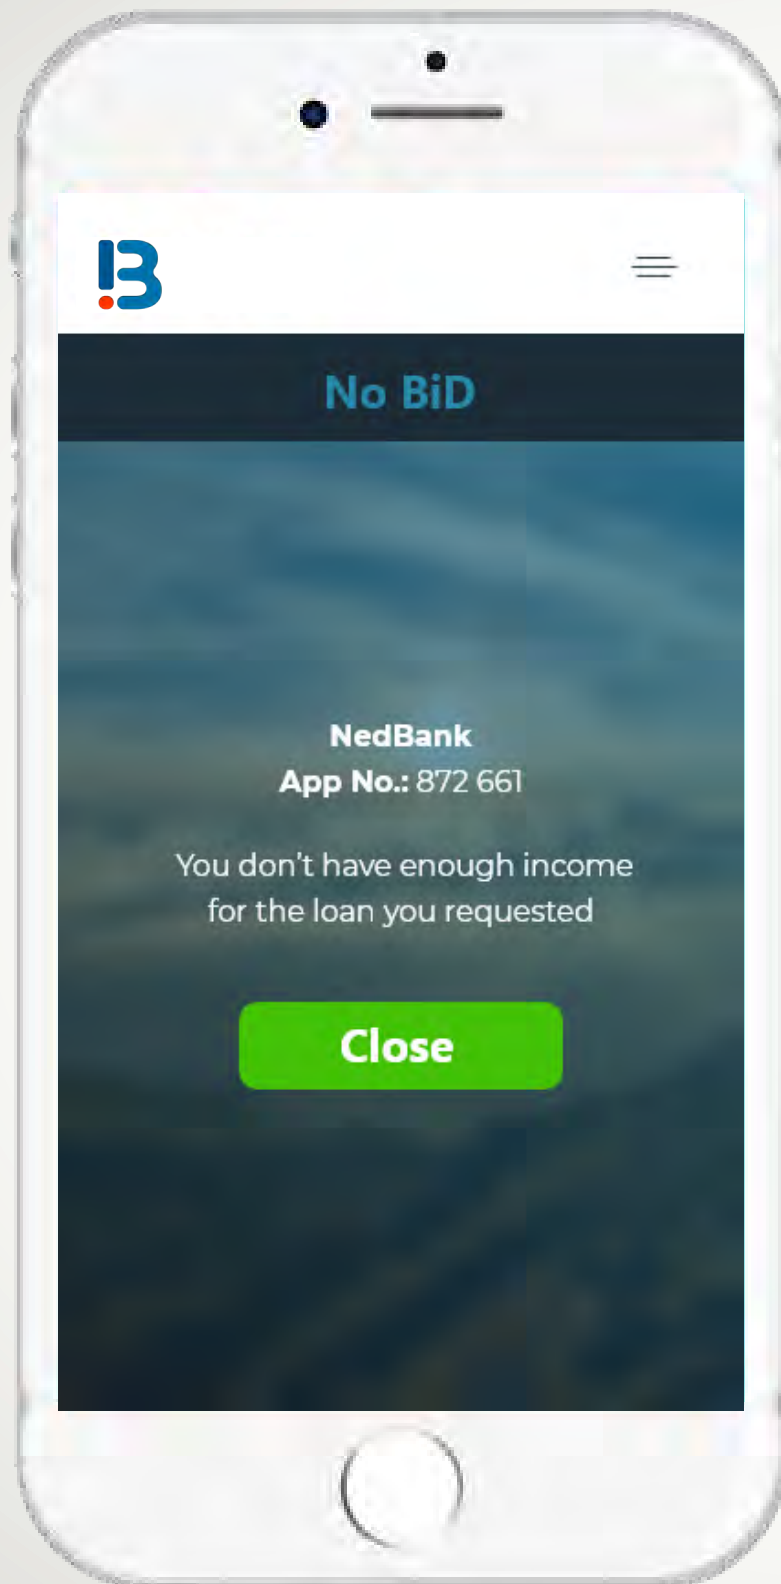 B
No BiD
NedBank
App No.: 872 661
You don't have enough income
for the loan you requested
Close